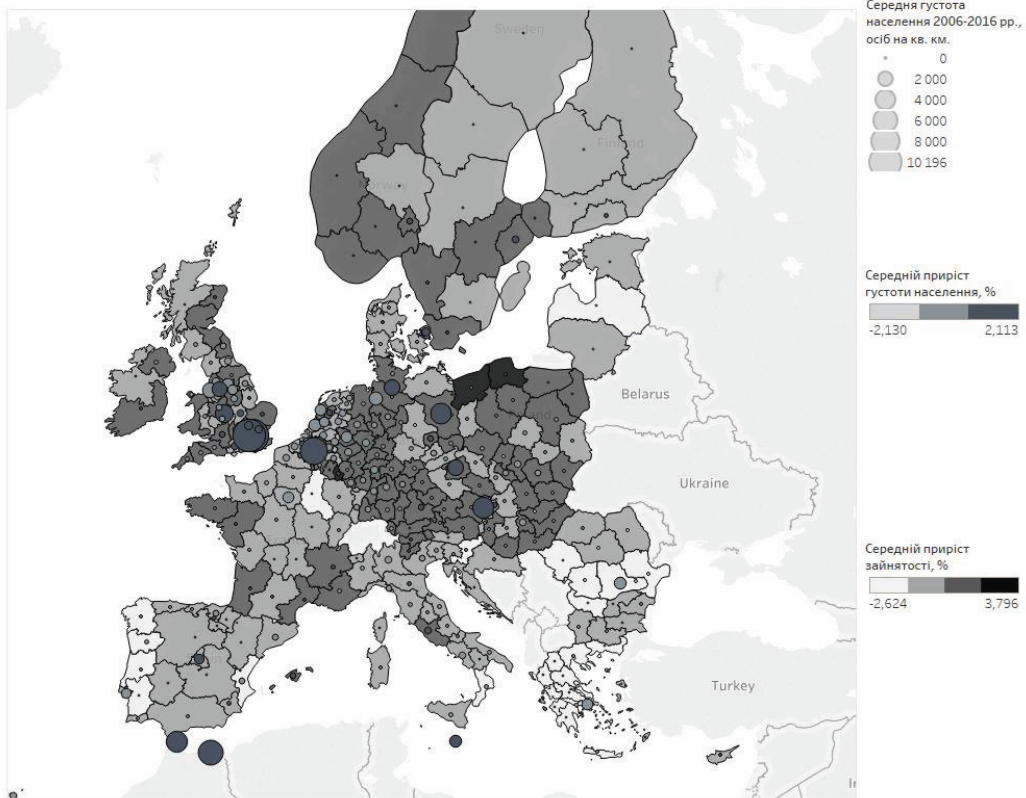 Середня густота
населення 2006-2016 рр.,
осіб на кв. км.
0
2 000
4 000
6 000
8 000
10 196
Середній приріст
густоти населення, %
-2,130
2,113
Середній приріст
зайнятості, %
-2,624
3,796
Sweden
Finland
Norway
Belarus
Ukraine
Turkey